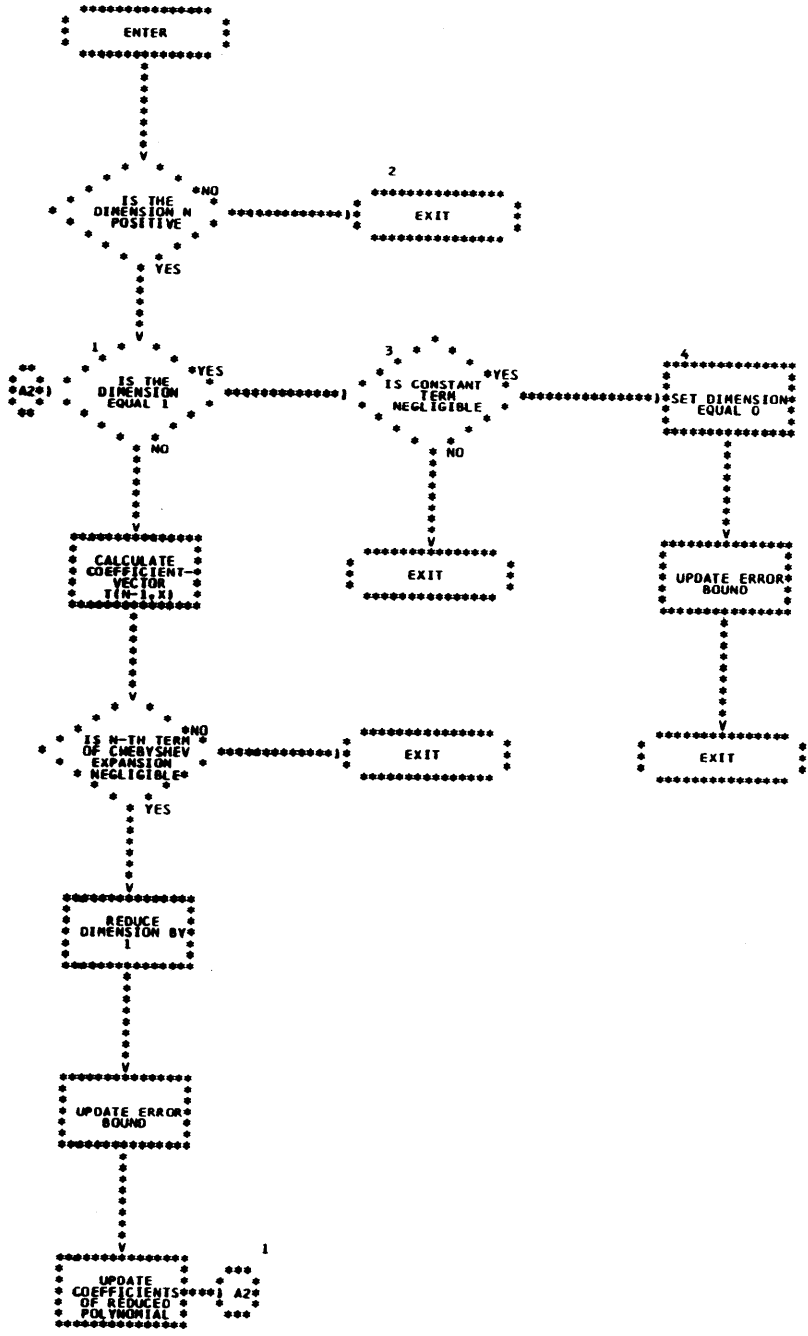 ENTER
IS THE
DIMENSION N
POSITIVE
NO
YES
2
EXIT
1
A2
IS THE
DIMENSION
EQUAL 1
YES
NO
3
IS CONSTANT
TERM
NEGLIGIBLE
YES
NO
4
SET DIMENSION
EQUAL 0
CALCULATE
COEFFICIENT-
VECTOR
T(N-1,X)
EXIT
UPDATE ERROR
BOUND
IS N-TH TERM
OF CHEBYSHEV
EXPANSION
NEGLIGIBLE
NO
YES
EXIT
EXIT
REDUCE
DIMENSION BY
1
UPDATE ERROR
BOUND
UPDATE
COEFFICIENTS
OF REDUCED
POLYNOMIAL
1
A2